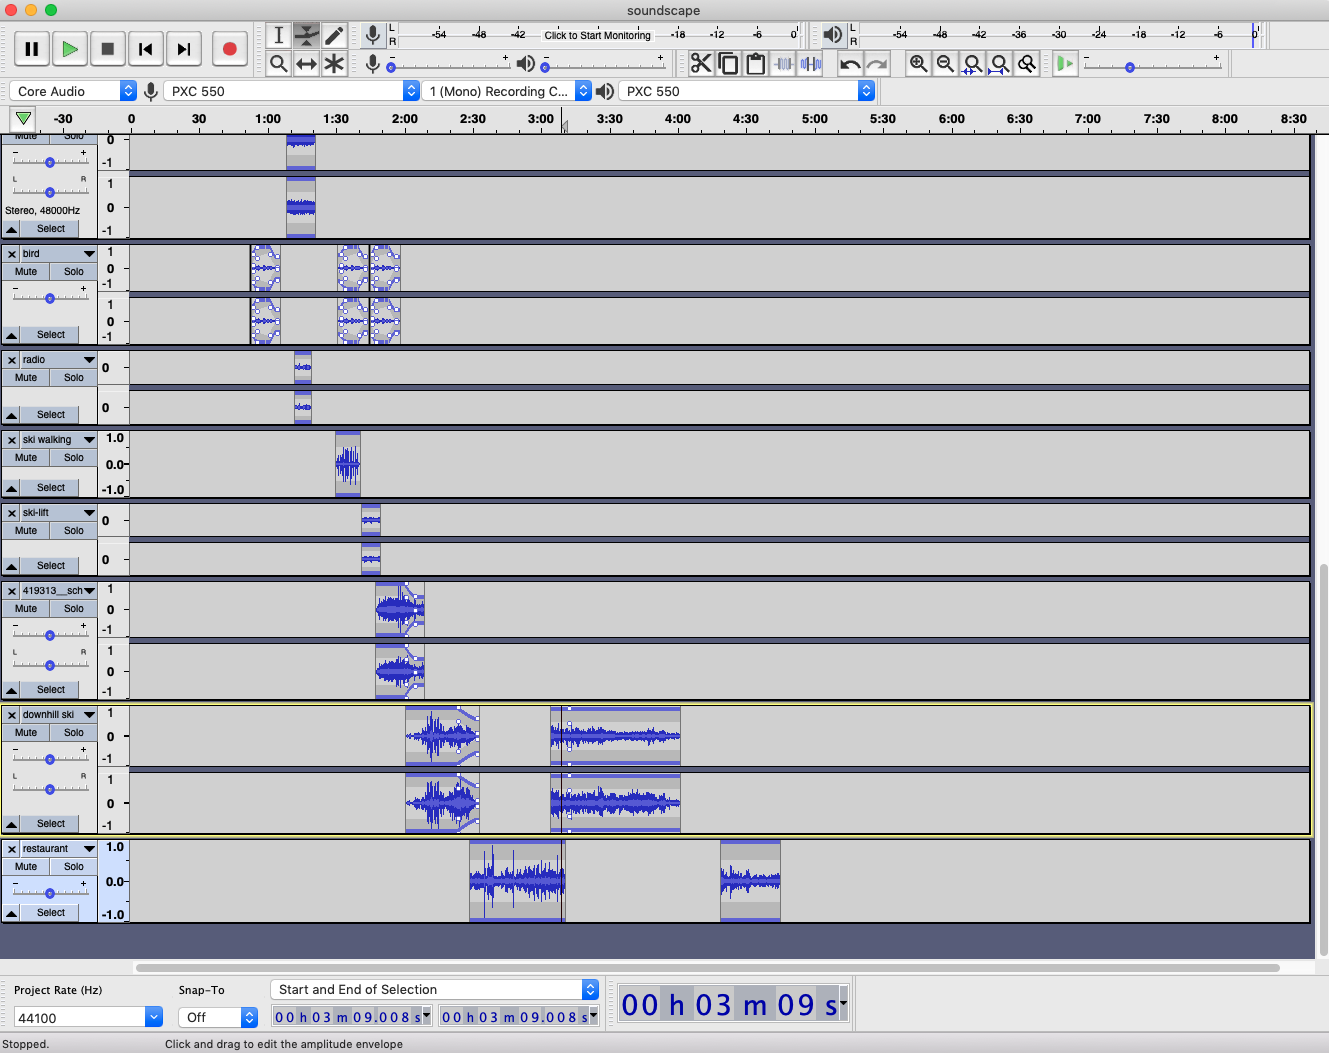 soundscape
L
R
-54 -48 -42 Click to Start Monitoring -18 -12 -6 0
L
R
-54 -48 -42 -36 -30 -24 -18 -12 -6 0
- + - +
- +
Core Audio PXC 550 1 (Mono) Recording C... PXC 550
-30 0 30 1:00 1:30 2:00 2:30 3:00 3:30 4:00 4:30 5:00 5:30 6:00 6:30 7:00 7:30 8:00 8:30
Mute Solo 0
- + -1
L R 1
Stereo, 48000Hz 0
Select -1
bird 1
Mute Solo 0
- + -1
1
0
Select -1
radio
Mute Solo 0
Select 0
ski walking 1.0
Mute Solo 0.0
Select -1.0
ski-lift 0
Mute Solo
Select 0
419313__sch 1
Mute Solo 0
- + -1
L R 1
0
Select -1
downhill ski 1
Mute Solo 0
- + -1
L R 1
0
Select -1
restaurant 1.0
Mute Solo
- + 0.0
Select -1.0
Project Rate (Hz) Snap-To Start and End of Selection
44100 Off 00 h 03 m 09.008 s 00 h 03 m 09.008 s
00 h 03 m 09 s
Stopped. Click and drag to edit the amplitude envelope